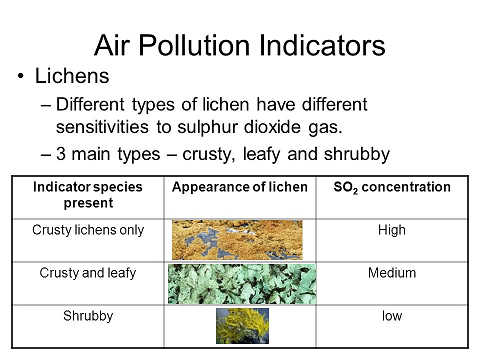 Air Pollution Indicators
• Lichens
– Different types of lichen have different
sensitivities to sulphur dioxide gas.
– 3 main types – crusty, leafy and shrubby
Indicator species present
Appearance of lichen
SO₂ concentration
Crusty lichens only
High
Crusty and leafy
Medium
Shrubby
low